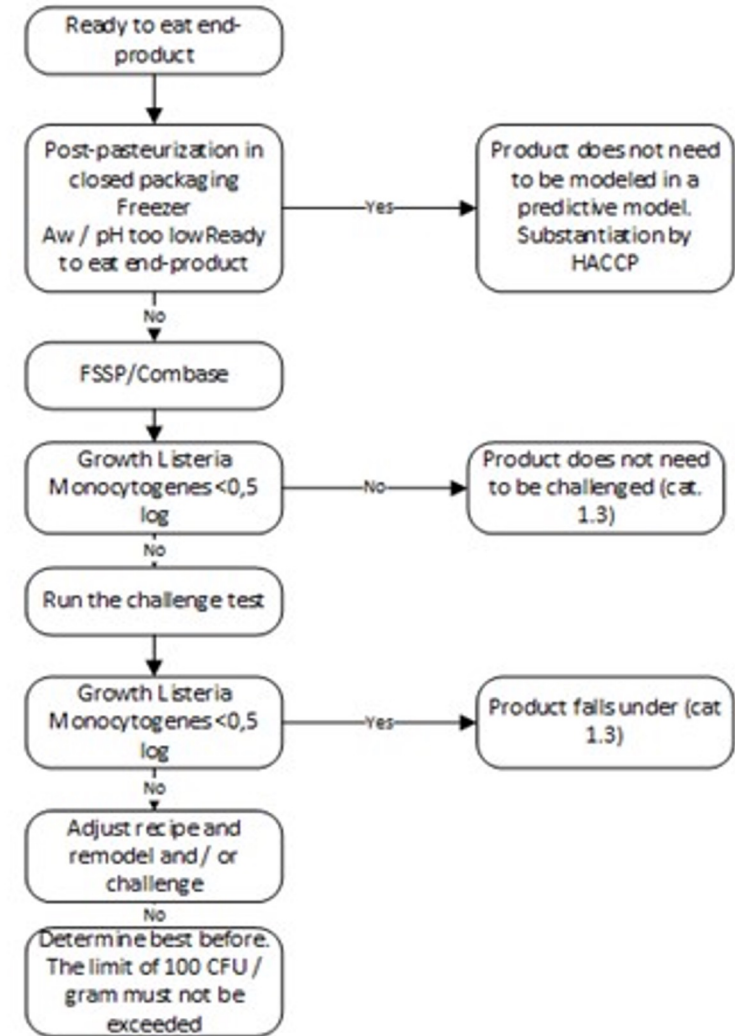 Ready to eat end-
product
Post-pasteurization in
closed packaging
Freezer
Aw / pH too lowReady
to eat end-product
Yes
Product does not need
to be modeled in a
predictive model.
Substantiation by
HACCP
No
FSSP/Combase
Growth Listeria
Monocytogenes <0,5
log
No
Product does not need
to be challenged (cat.
1.3)
No
Run the challenge test
Growth Listeria
Monocytogenes <0,5
log
Yes
Product falls under (cat
1.3)
No
Adjust recipe and
remodel and / or
challenge
No
Determine best before.
The limit of 100 CFU /
gram must not be
exceeded